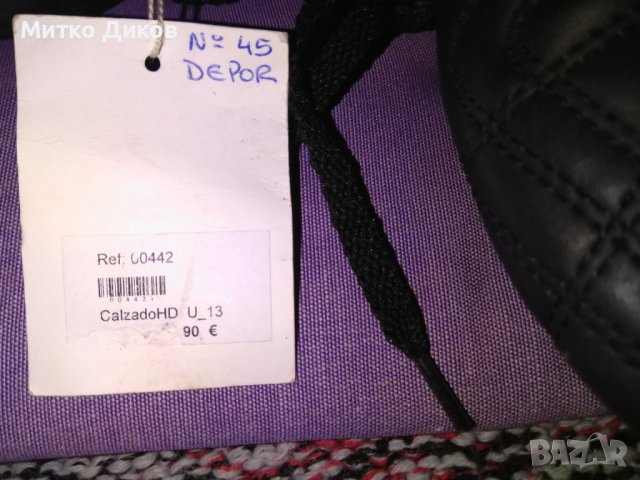 Митко Диков
Nº 45
DEPOR
Ref: 00442
CalzadoHD U_13
90 €
BAZAR